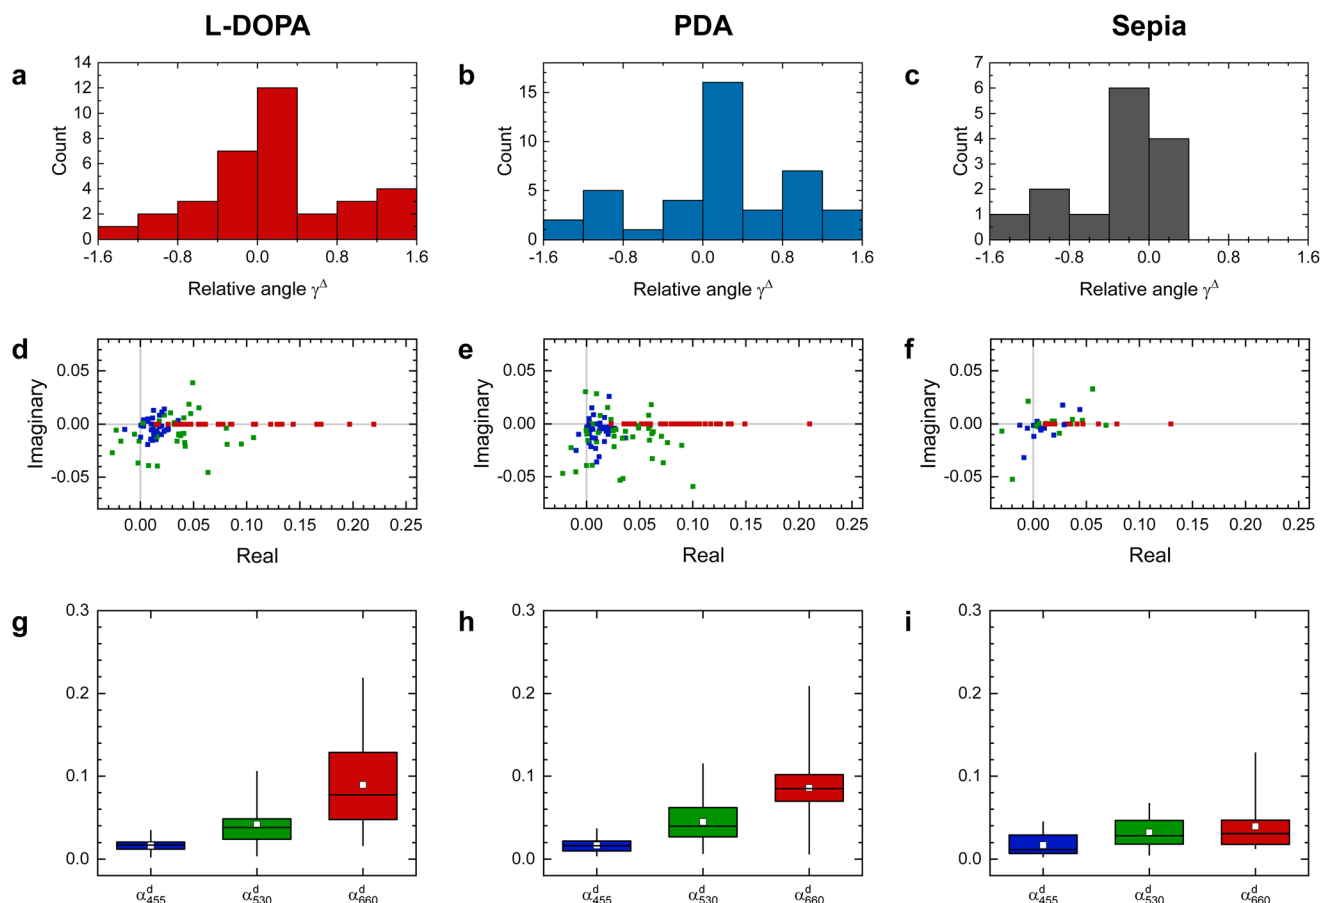 L-DOPA PDA Sepia
a
14
12
10
8
6
4
2
0
Count
-1.6 -0.8 0.0 0.8 1.6
Relative angle γ^Δ
b
15
10
5
0
Count
-1.6 -0.8 0.0 0.8 1.6
Relative angle γ^Δ
c
7
6
5
4
3
2
1
0
Count
-1.6 -0.8 0.0 0.8 1.6
Relative angle γ^Δ
d
0.05
0.00
-0.05
Imaginary
0.00 0.05 0.10 0.15 0.20 0.25
Real
e
0.05
0.00
-0.05
Imaginary
0.00 0.05 0.10 0.15 0.20 0.25
Real
f
0.05
0.00
-0.05
Imaginary
0.00 0.05 0.10 0.15 0.20 0.25
Real
g
0.3
0.2
0.1
0.0
α^d_455 α^d_530 α^d_660
h
0.3
0.2
0.1
0.0
α^d_455 α^d_530 α^d_660
i
0.3
0.2
0.1
0.0
α^d_455 α^d_530 α^d_660